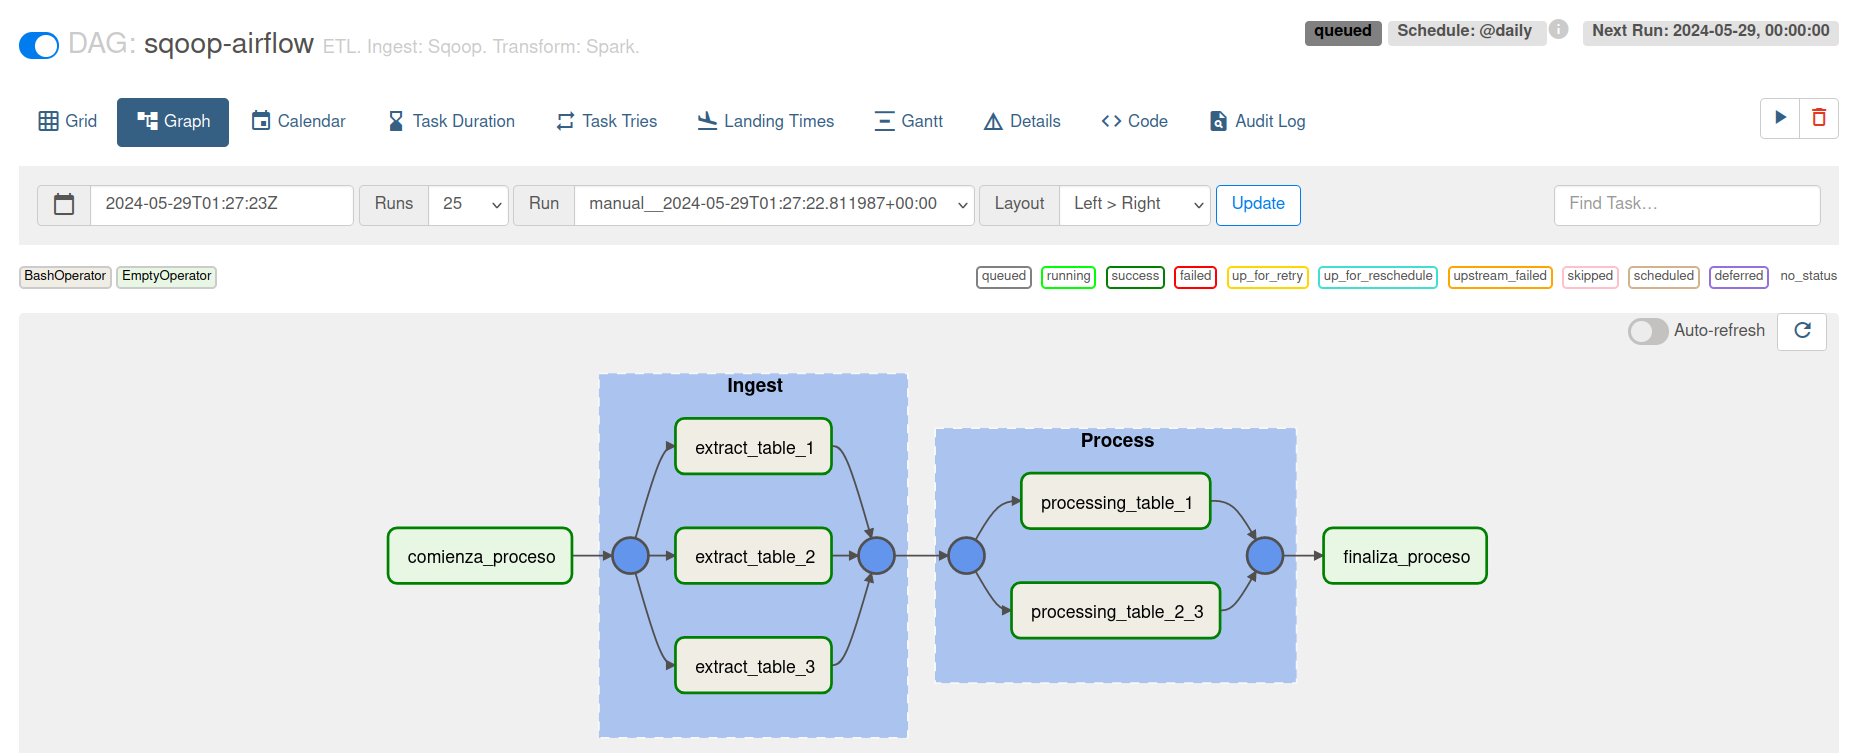 DAG: sqoop-airflow ETL. Ingest: Sqoop. Transform: Spark.
queued Schedule: @daily Next Run: 2024-05-29, 00:00:00
Grid Graph Calendar Task Duration Task Tries Landing Times Gantt Details Code Audit Log
2024-05-29T01:27:23Z Runs 25 Run manual__2024-05-29T01:27:22.811987+00:00 Layout Left > Right Update Find Task...
BashOperator EmptyOperator queued running success failed up_for_retry up_for_reschedule upstream_failed skipped scheduled deferred no_status
Auto-refresh
Ingest
extract_table_1
extract_table_2
extract_table_3
Process
processing_table_1
processing_table_2_3
comienza_proceso
finaliza_proceso